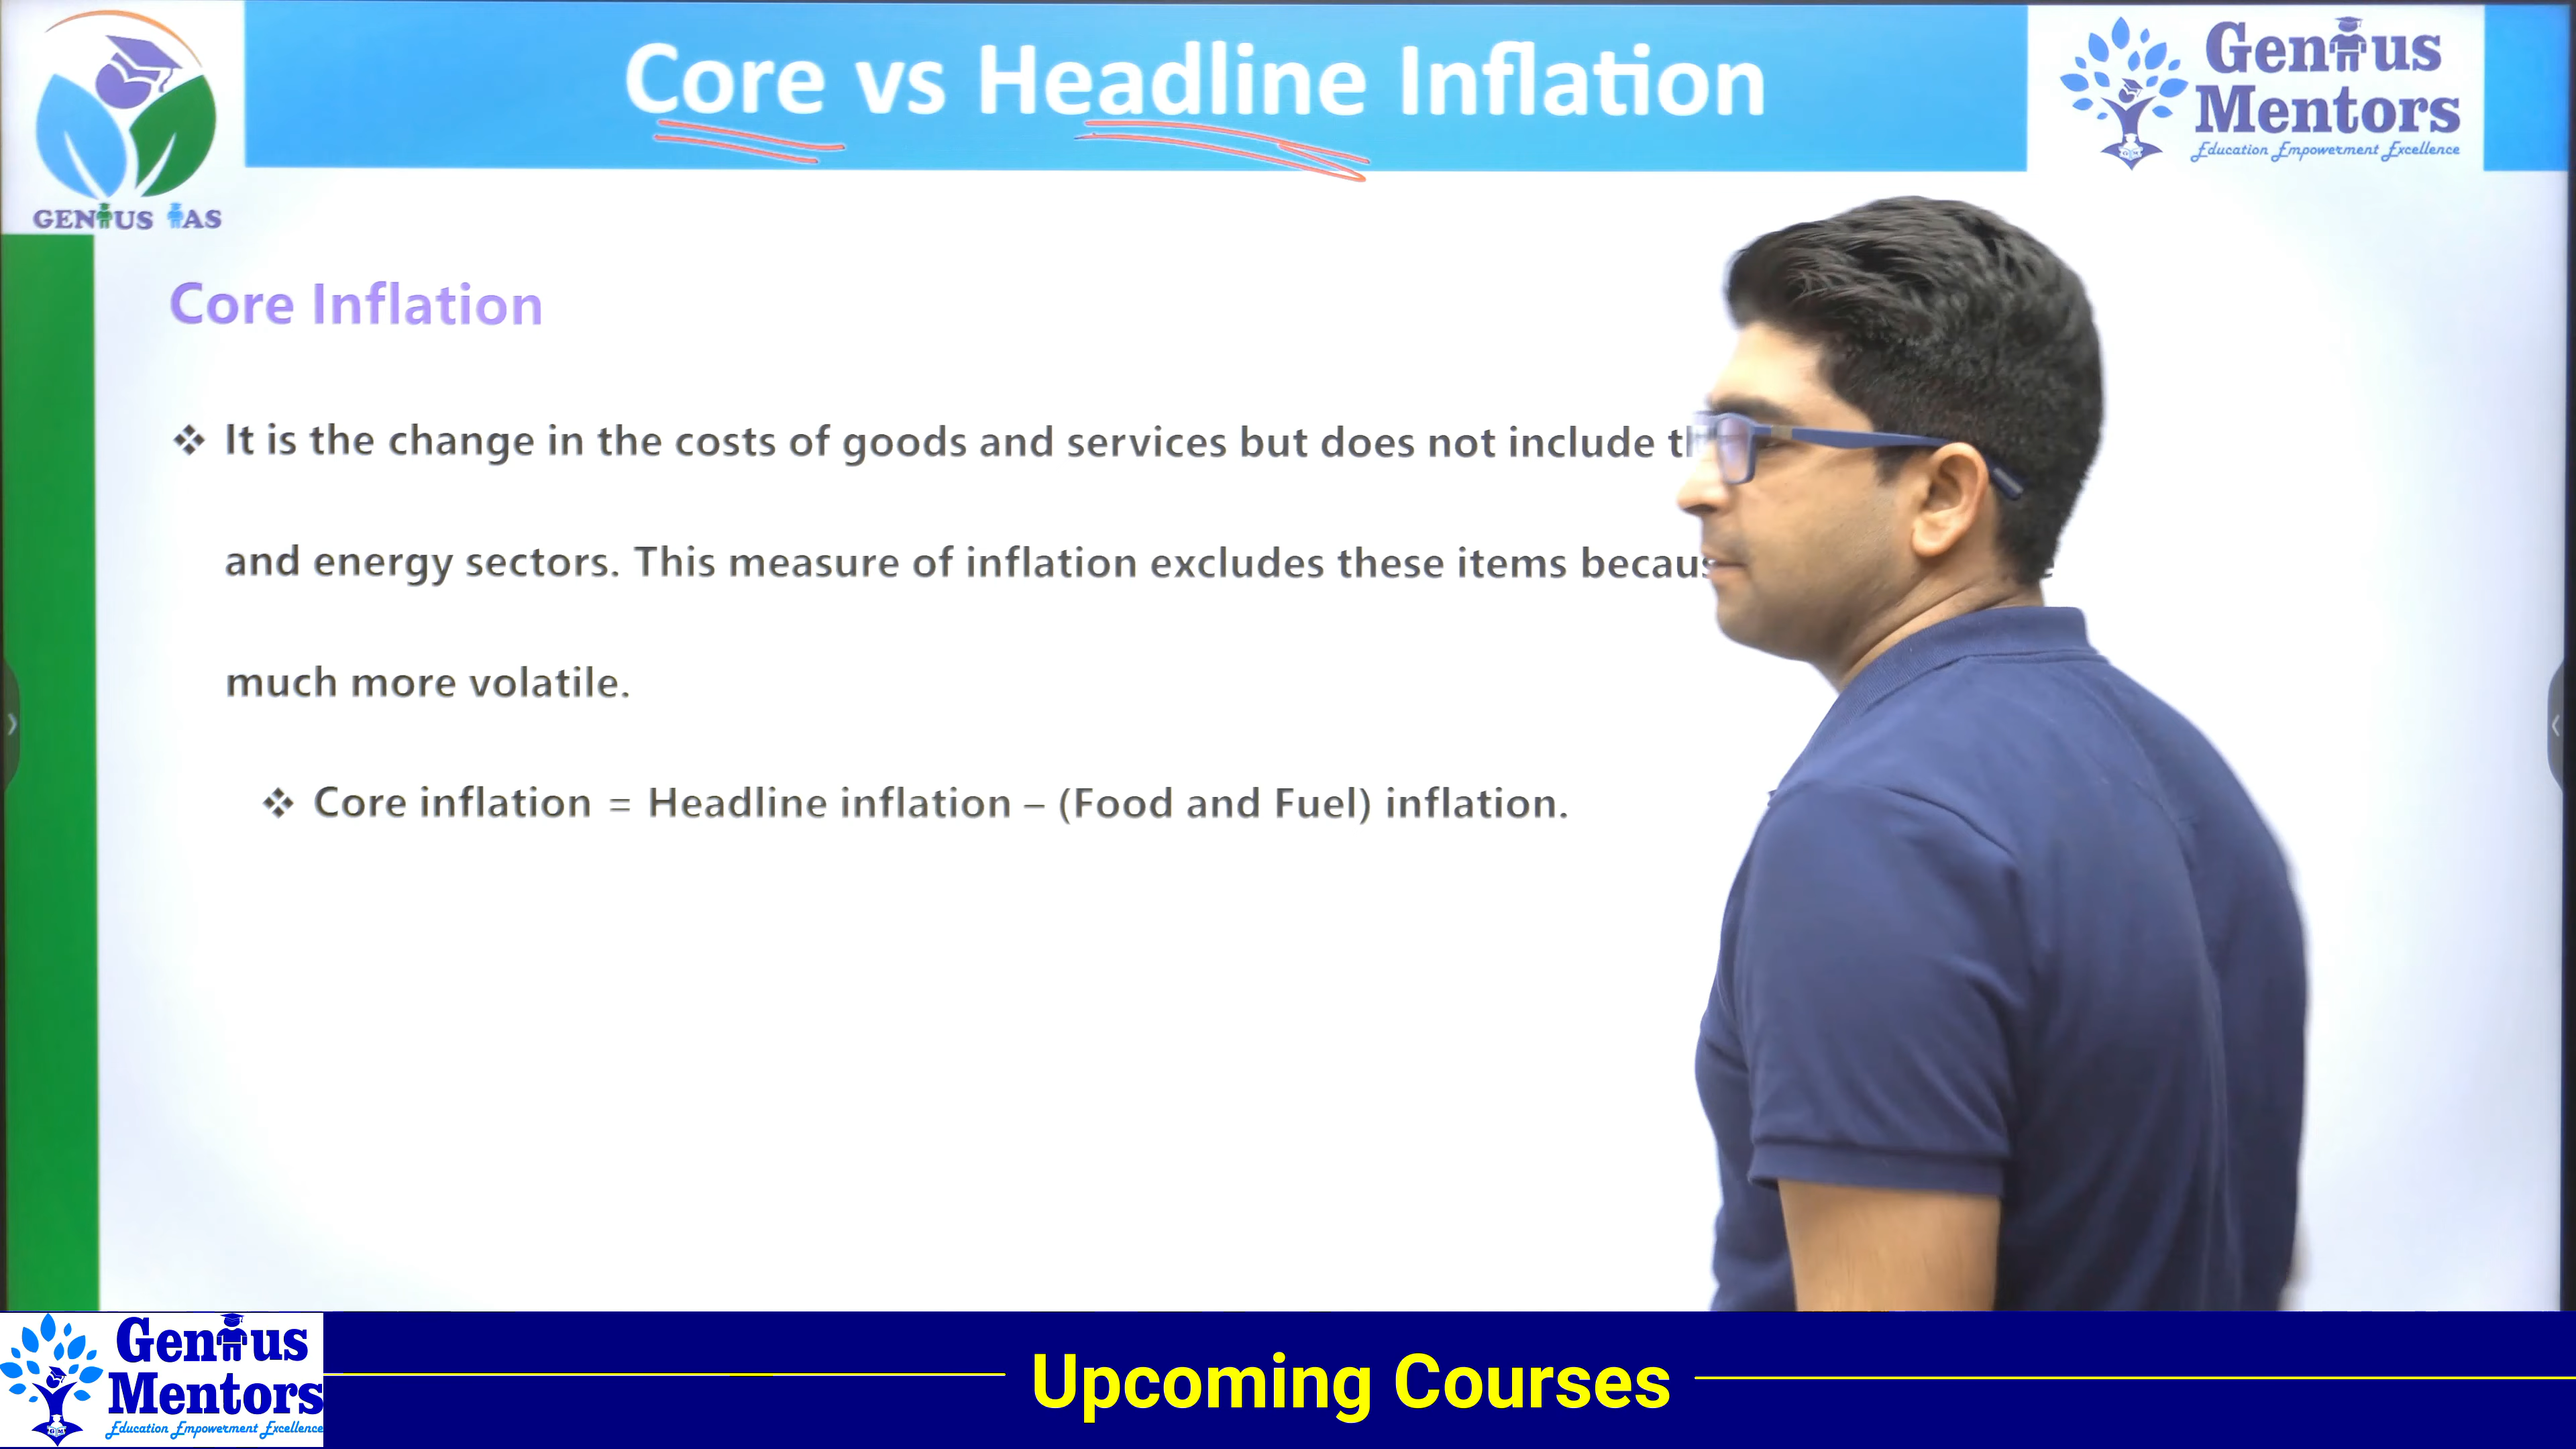 Core vs Headline Inflation
Genius
Mentors
Education Empowerment Excellence
GENIUS IAS
Core Inflation
❖ It is the change in the costs of goods and services but does not include
and energy sectors. This measure of inflation excludes these items
much more volatile.
❖ Core inflation = Headline inflation – (Food and Fuel) inflation.
Genius
Mentors
Education Empowerment Excellence
Upcoming Courses